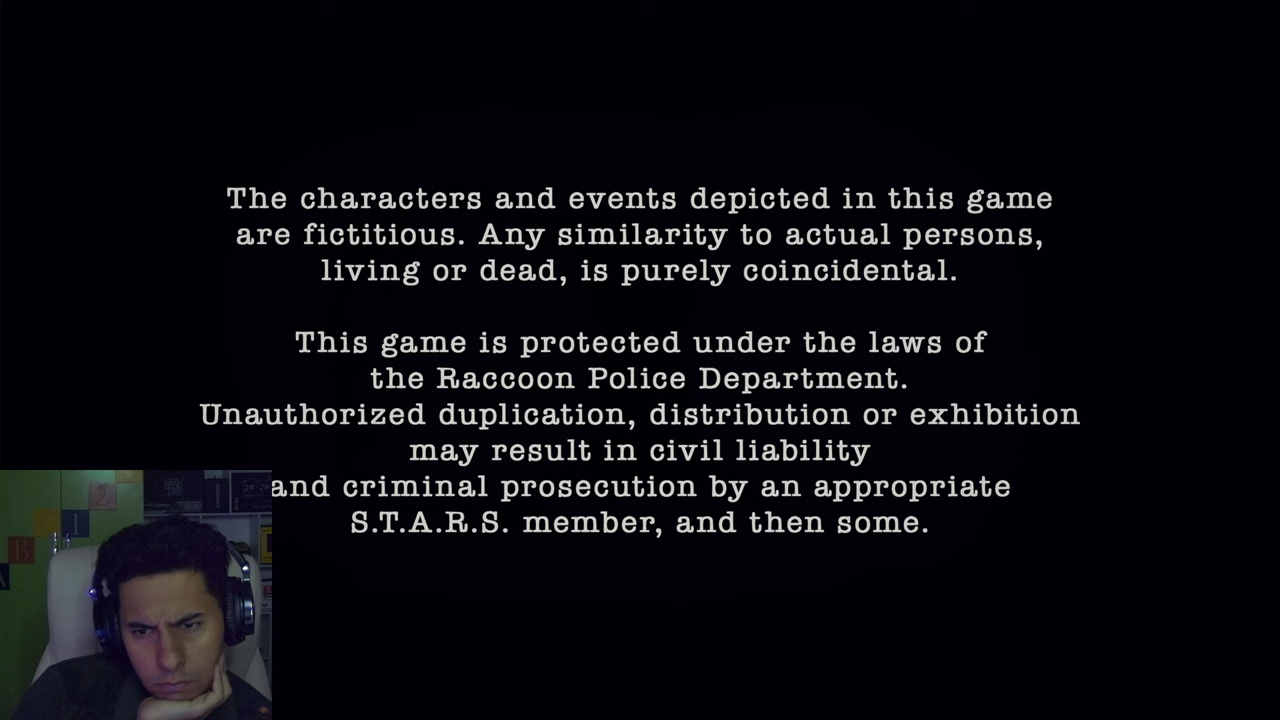 The characters and events depicted in this game
are fictitious. Any similarity to actual persons,
living or dead, is purely coincidental.
This game is protected under the laws of
the Raccoon Police Department.
Unauthorized duplication, distribution or exhibition
may result in civil liability
and criminal prosecution by an appropriate
S.T.A.R.S. member, and then some.
2
1
B
A